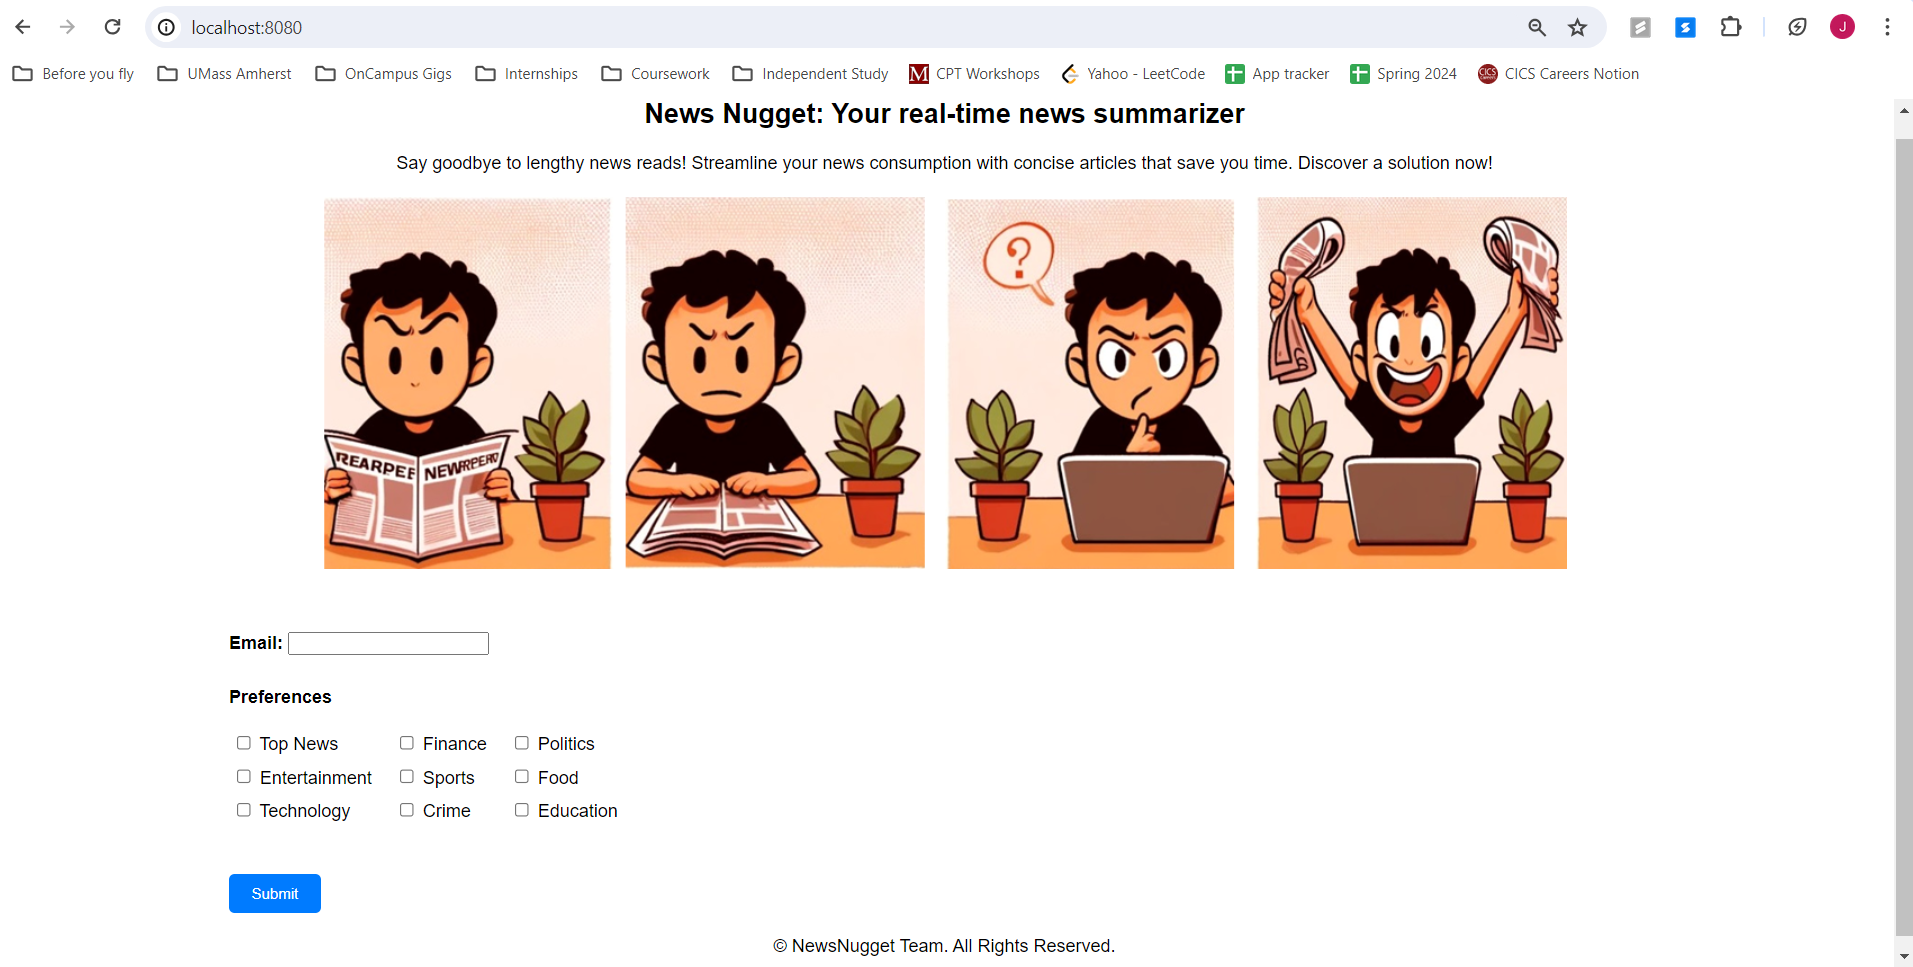 localhost:8080
J
Before you fly UMass Amherst OnCampus Gigs Internships Coursework Independent Study M CPT Workshops Yahoo - LeetCode App tracker Spring 2024 CICS CICS Careers Notion
News Nugget: Your real-time news summarizer
Say goodbye to lengthy news reads! Streamline your news consumption with concise articles that save you time. Discover a solution now!
?
REARPEE NEWRPERD
Email:
Preferences
Top News Finance Politics
Entertainment Sports Food
Technology Crime Education
Submit
© NewsNugget Team. All Rights Reserved.